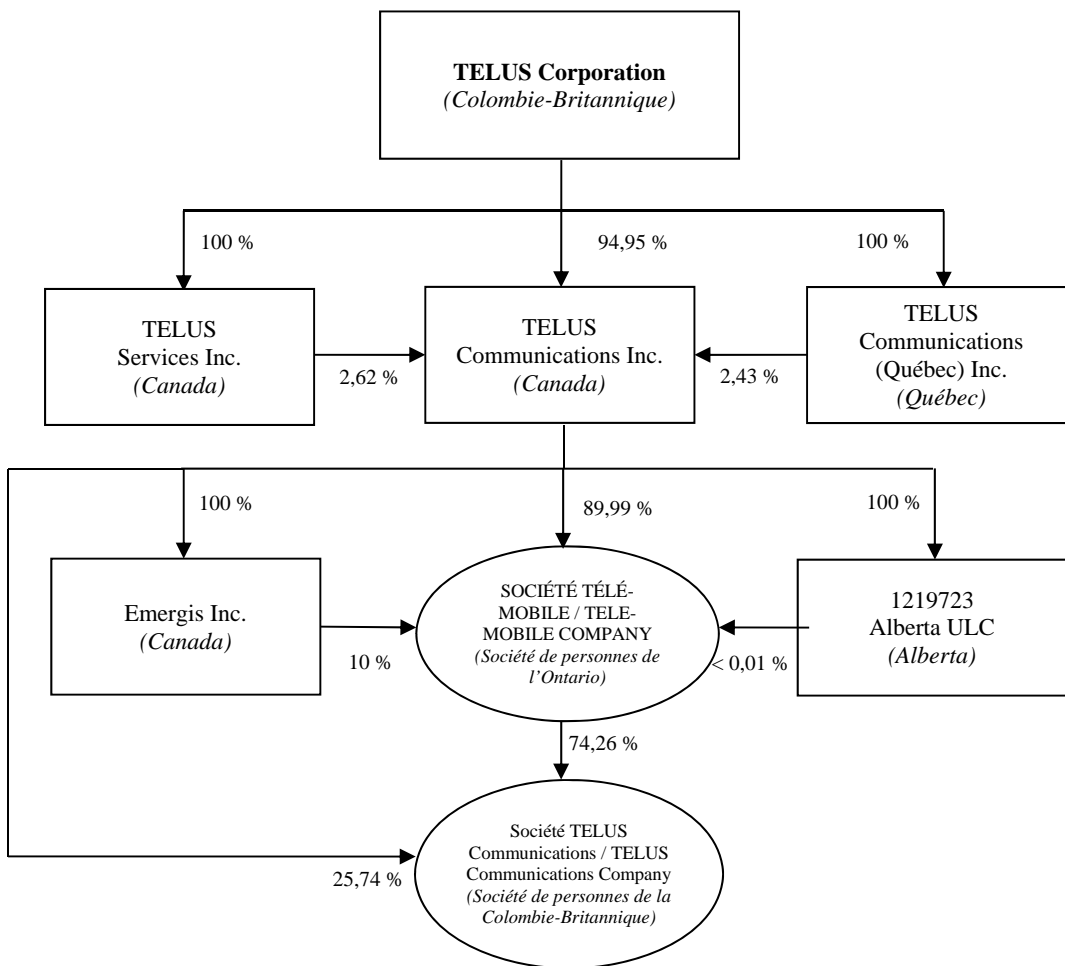 TELUS Corporation
(Colombie-Britannique)
100 %
94,95 %
100 %
TELUS
Services Inc.
(Canada)
2,62 %
TELUS
Communications Inc.
(Canada)
2,43 %
TELUS
Communications
(Québec) Inc.
(Québec)
100 %
89,99 %
100 %
Emergis Inc.
(Canada)
10 %
SOCIÉTÉ TÉLÉ-
MOBILE / TELE-
MOBILE COMPANY
(Société de personnes de
l’Ontario)
< 0,01 %
1219723
Alberta ULC
(Alberta)
74,26 %
25,74 %
Société TELUS
Communications / TELUS
Communications Company
(Société de personnes de la
Colombie-Britannique)